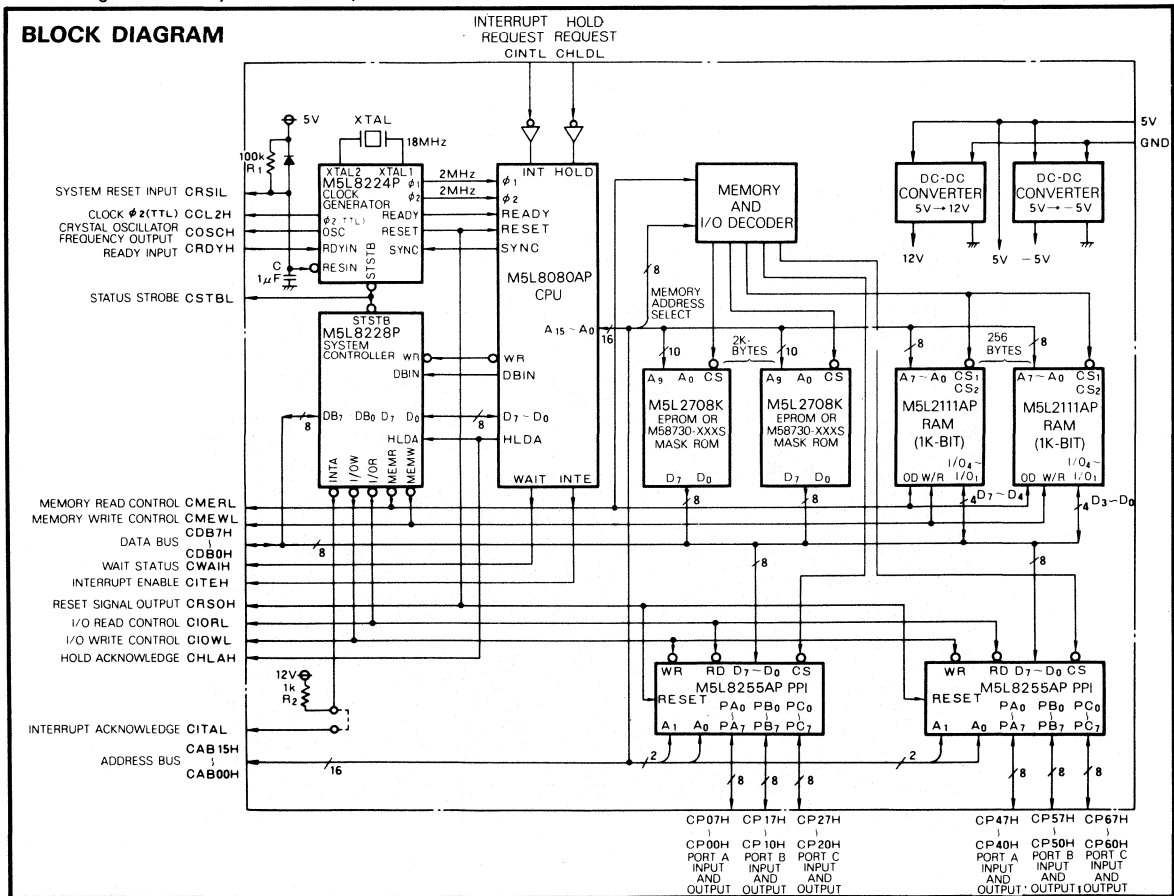 BLOCK DIAGRAM
INTERRUPT HOLD
REQUEST REQUEST
CINTL CHLDL
5V
XTAL
18MHz
100k
R1
XTAL2 XTAL1
M5L8224P
CLOCK
GENERATOR
φ1
φ2
φ2(TTL)
OSC
READY
RESET
RDYIN
SYNC
RESIN
STSTB
C
1μF
2MHz
2MHz
INT HOLD
φ1
φ2
READY
RESET
SYNC
M5L8080AP
CPU
A15~A0
WR
DBIN
D7~D0
HLDA
WAIT INTE
SYSTEM RESET INPUT CRSIL
CLOCK φ2(TTL) CCL2H
CRYSTAL OSCILLATOR
FREQUENCY OUTPUT COSCH
READY INPUT CRDYH
STATUS STROBE CSTBL
STSTB
M5L8228P
SYSTEM
CONTROLLER
WR
DBIN
DB7 DB0 D7 D0
HLDA
INTA
I/OW
I/OR
MEMR
MEMW
8
8
16
MEMORY
AND
I/O DECODER
8
MEMORY
ADDRESS
SELECT
5V
GND
DC-DC
CONVERTER
5V→12V
DC-DC
CONVERTER
5V→-5V
12V
5V
-5V
10
2K-
BYTES
10
A9 A0 CS
M5L2708K
EPROM OR
M58730-XXXS
MASK ROM
D7 D0
8
A9 A0 CS
M5L2708K
EPROM OR
M58730-XXXS
MASK ROM
D7 D0
8
8
256
BYTES
8
A7~A0 CS1
CS2
M5L2111AP
RAM
(1K-BIT)
I/O4~
OD W/R I/O1
4 D7~D4
A7~A0 CS1
CS2
M5L2111AP
RAM
(1K-BIT)
I/O4~
OD W/R I/O1
4 D3~D0
MEMORY READ CONTROL CMERL
MEMORY WRITE CONTROL CMEWL
DATA BUS CDB7H
~
CDB0H
8
WAIT STATUS CWAIH
INTERRUPT ENABLE CITEH
RESET SIGNAL OUTPUT CRSOH
I/O READ CONTROL CIORL
I/O WRITE CONTROL CIOWL
HOLD ACKNOWLEDGE CHLAH
12V
1k
R2
INTERRUPT ACKNOWLEDGE CITAL
ADDRESS BUS CAB15H
~
CAB00H
16
8
WR RD D7~D0 CS
M5L8255AP PPI
RESET
PA0 PB0 PC0
~ ~ ~
A1 A0 PA7 PB7 PC7
2
8 8 8
8
WR RD D7~D0 CS
M5L8255AP PPI
RESET
PA0 PB0 PC0
~ ~ ~
A1 A0 PA7 PB7 PC7
2
8 8 8
CP07H CP17H CP27H
~ ~ ~
CP00H CP10H CP20H
PORT A PORT B PORT C
INPUT INPUT INPUT
AND AND AND
OUTPUT OUTPUT OUTPUT
CP47H CP57H CP67H
~ ~ ~
CP40H CP50H CP60H
PORT A PORT B PORT C
INPUT INPUT INPUT
AND AND AND
OUTPUT OUTPUT OUTPUT